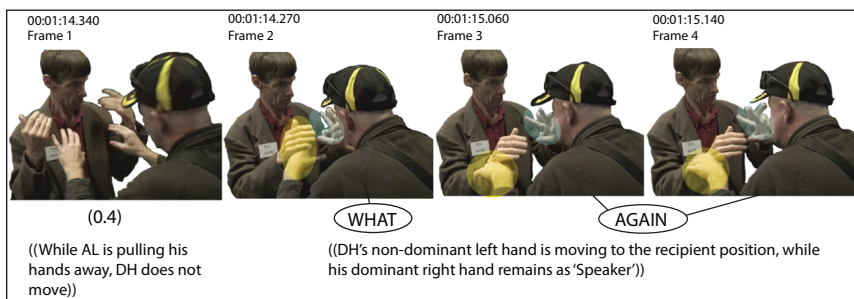 00:01:14.340
Frame 1
00:01:14.270
Frame 2
00:01:15.060
Frame 3
00:01:15.140
Frame 4
(0.4)
WHAT
AGAIN
((While AL is pulling his
hands away, DH does not
move))
((DH's non-dominant left hand is moving to the recipient position, while
his dominant right hand remains as ‘Speaker’))